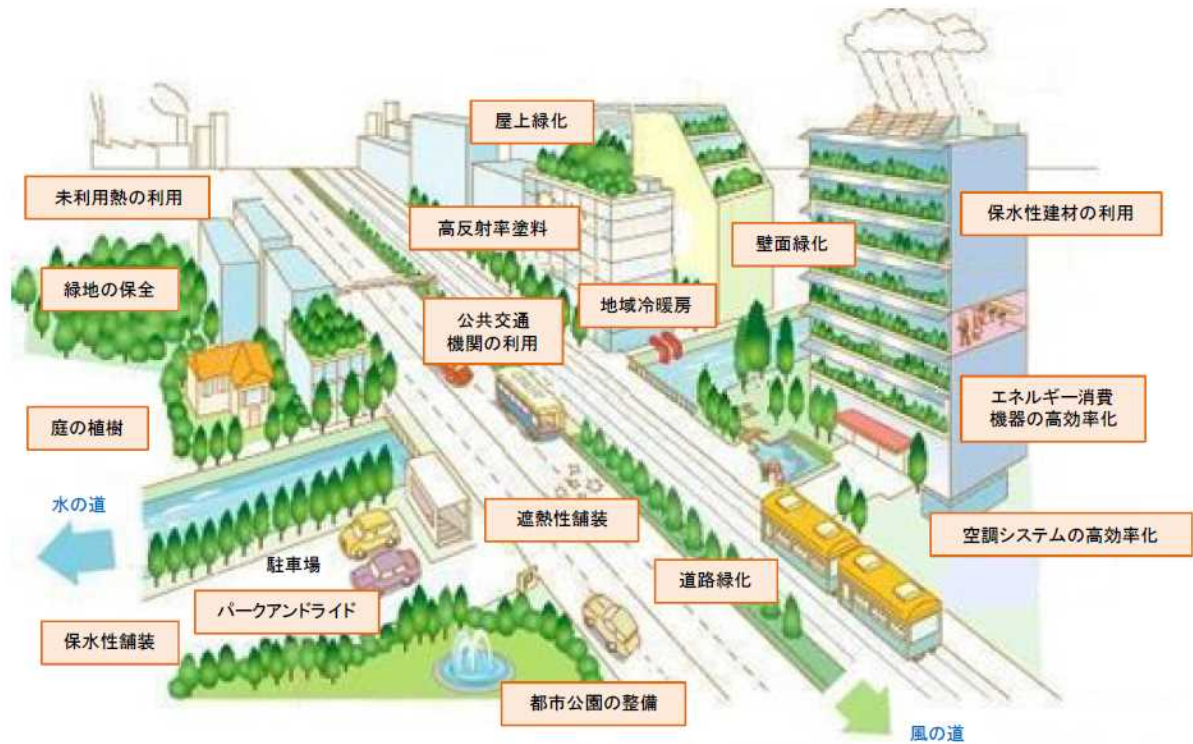 屋上緑化
未利用熱の利用
高反射率塗料
保水性建材の利用
壁面緑化
緑地の保全
地域冷暖房
公共交通
機関の利用
エネルギー消費
機器の高効率化
庭の植樹
水の道
遮熱性舗装
空調システムの高効率化
駐車場
道路緑化
パークアンドライド
保水性舗装
都市公園の整備
風の道